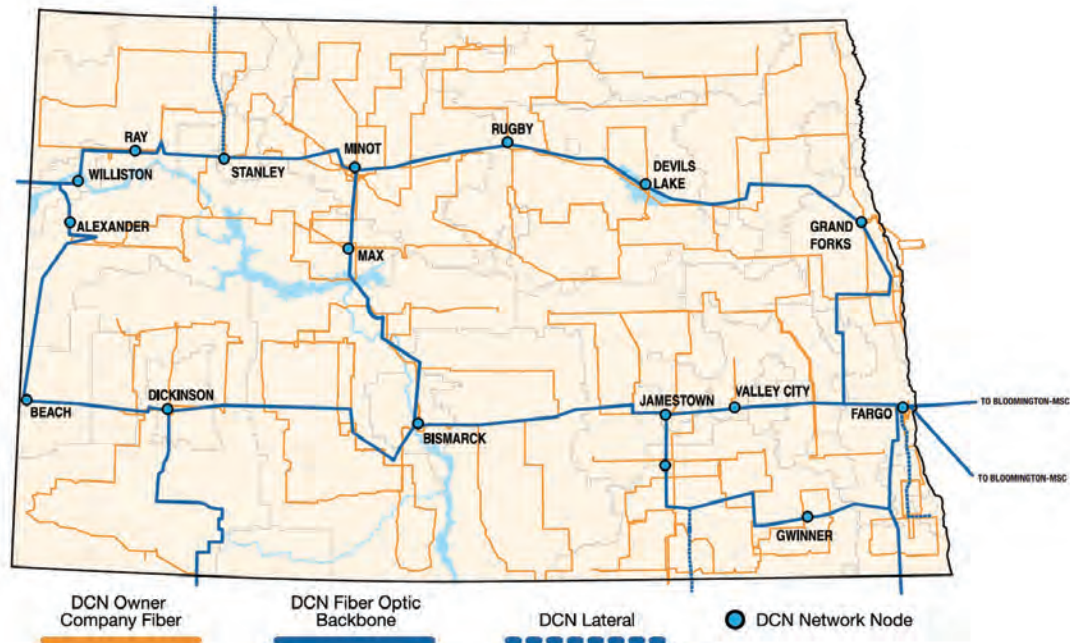 RAY
RUGBY
MINOT
STANLEY
DEVILS
LAKE
WILLISTON
ALEXANDER
GRAND
FORKS
MAX
DICKINSON
JAMESTOWN
VALLEY CITY
BEACH
FARGO
TO BLOOMINGTON-MSC
BISMARCK
TO BLOOMINGTON-MSC
GWINNER
DCN Owner
Company Fiber
DCN Fiber Optic
Backbone
DCN Lateral
DCN Network Node